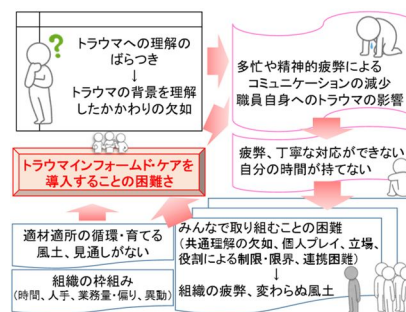 ?
トラウマへの理解の
ばらつき
↓
トラウマの背景を理解
したかかわりの欠如
多忙や精神的疲弊による
コミュニケーションの減少
職員自身へのトラウマの影響
疲弊、丁寧な対応ができない
自分の時間が持てない
トラウマインフォームド・ケアを
導入することの困難さ
適材適所の循環・育てる
風土、見通しがない
組織の枠組み
(時間、人手、業務量・偏り、異動)
みんなで取り組むことの困難
(共通理解の欠如、個人プレイ、立場、
役割による制限・限界、連携困難)
↓
組織の疲弊、変わらぬ風土